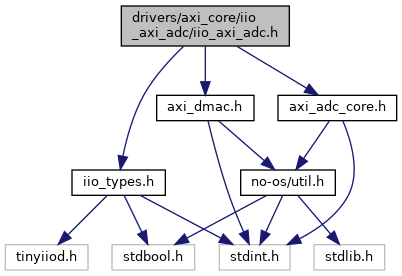 drivers/axi_core/iio
_axi_adc/iio_axi_adc.h
axi_dmac.h
axi_adc_core.h
iio_types.h
no-os/util.h
tinyiiod.h
stdbool.h
stdint.h
stdlib.h